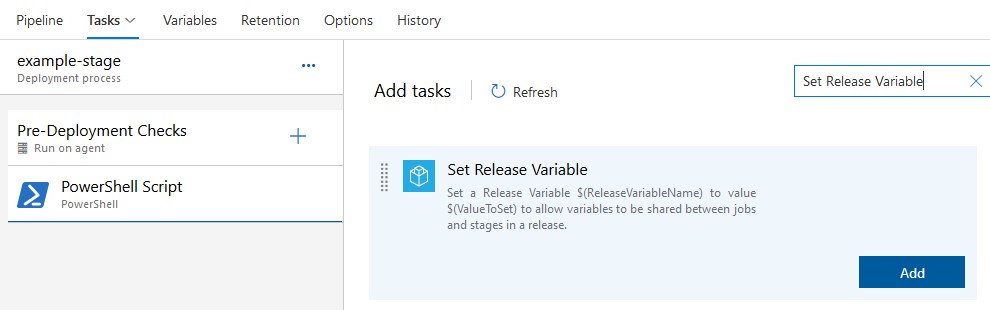 Pipeline Tasks Variables Retention Options History
example-stage
Deployment process
Pre-Deployment Checks
Run on agent
PowerShell Script
PowerShell
Add tasks Refresh Set Release Variable
Set Release Variable
Set a Release Variable $(ReleaseVariableName) to value
$(ValueToSet) to allow variables to be shared between jobs
and stages in a release.
Add